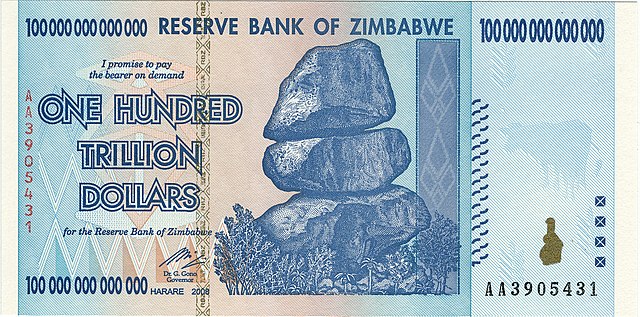 100 000 000 000 000
RESERVE BANK OF ZIMBABWE
100 000 000 000 000
I promise to pay
the bearer on demand
ONE HUNDRED
TRILLION
DOLLARS
AA3905431
for the Reserve Bank of Zimbabwe
Dr. G. Gono
Governor
HARARE 2008
100 000 000 000 000
AA3905431